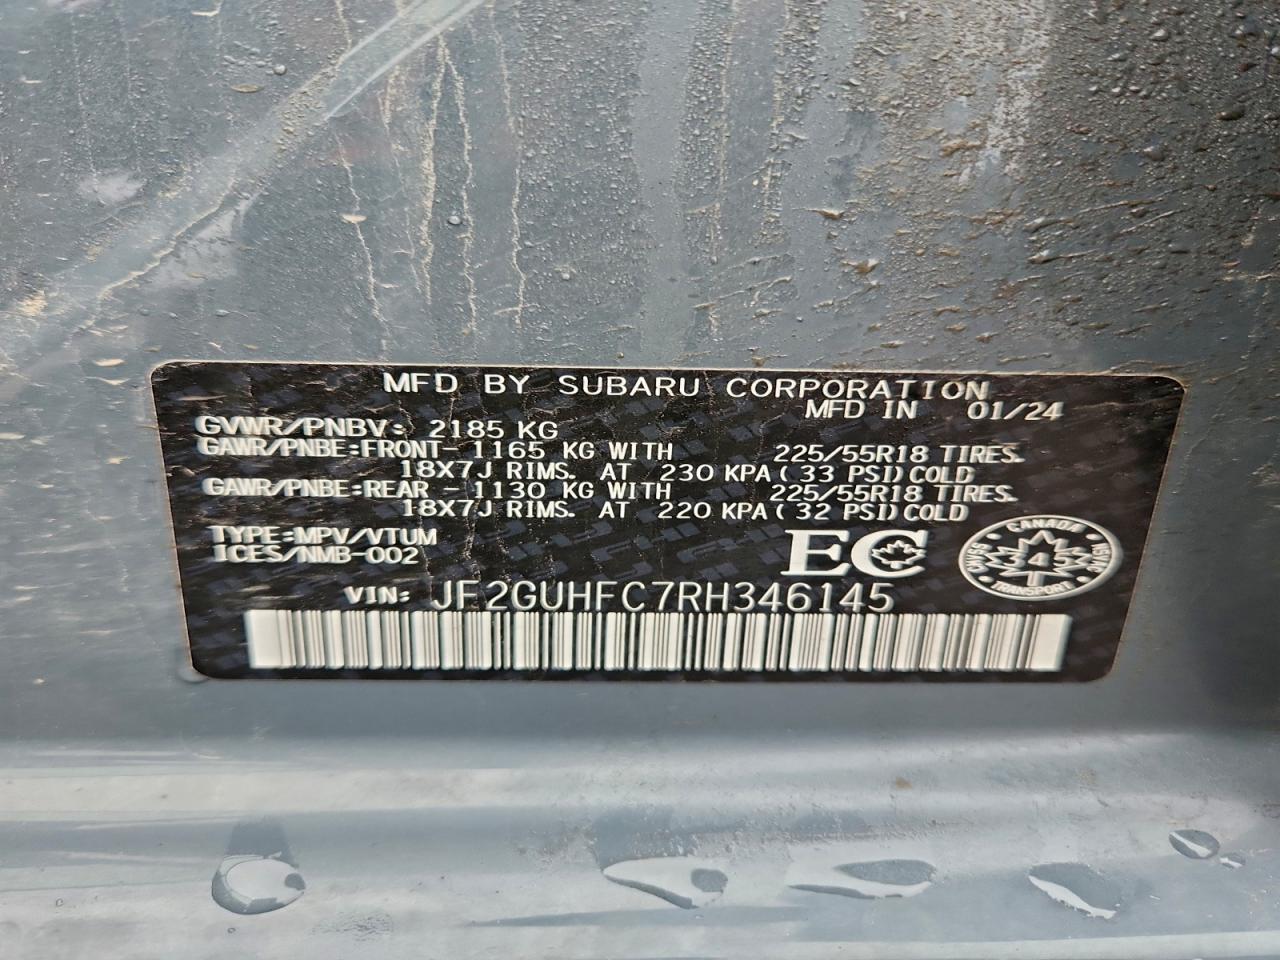 MFD BY SUBARU CORPORATION
MFD IN 01/24
GVWR/PNBV: 2185 KG
GAWR/PNBE:FRONT-1165 KG WITH 225/55R18 TIRES.
18X7J RIMS. AT 230 KPA(33 PSI)COLD
GAWR/PNBE:REAR -1130 KG WITH 225/55R18 TIRES.
18X7J RIMS. AT 220 KPA(32 PSI)COLD
TYPE:MPV/VTUM
ICES/NMB-002
EC
CANADA
CMVSS 345 NSVAC
TRANSPORT
VIN: JF2GUHFC7RH346145